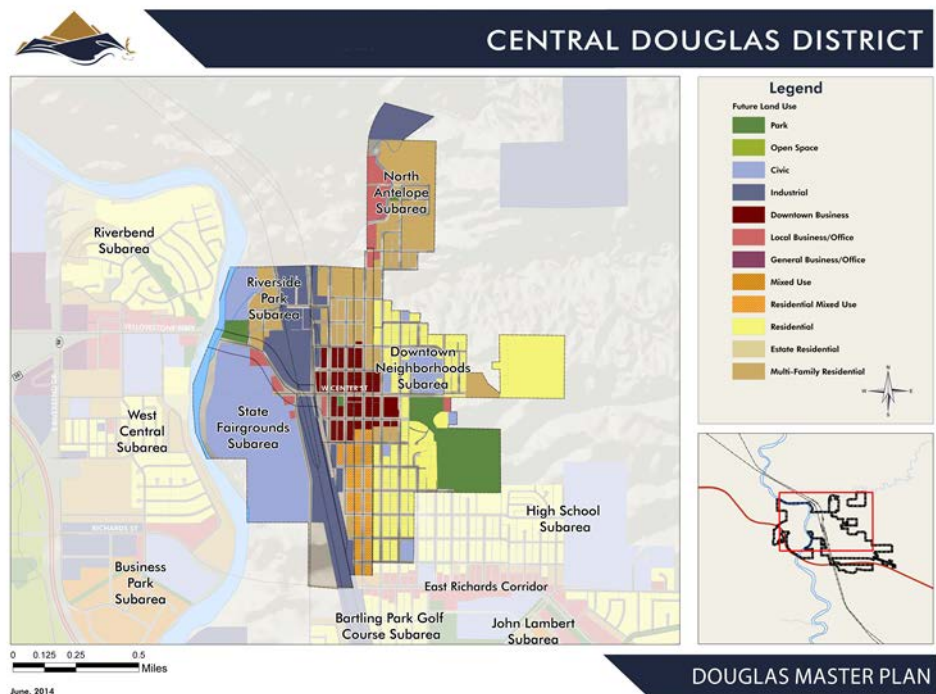 CENTRAL DOUGLAS DISTRICT
Legend
Future Land Use
Park
Open Space
Civic
Industrial
Downtown Business
Local Business/Office
General Business/Office
Mixed Use
Residential Mixed Use
Residential
Estate Residential
Multi-Family Residential
N
W
E
S
North
Antelope
Subarea
Riverbend
Subarea
Riverside
Park
Subarea
YELLOWSTONE HWY
Downtown
Neighborhoods
Subarea
W CENTER ST
State
Fairgrounds
Subarea
West
Central
Subarea
High School
Subarea
RICHARDS ST
Business
Park
Subarea
East Richards Corridor
Bartling Park Golf
Course Subarea
John Lambert
Subarea
0 0.125 0.25 0.5
Miles
June, 2014
DOUGLAS MASTER PLAN